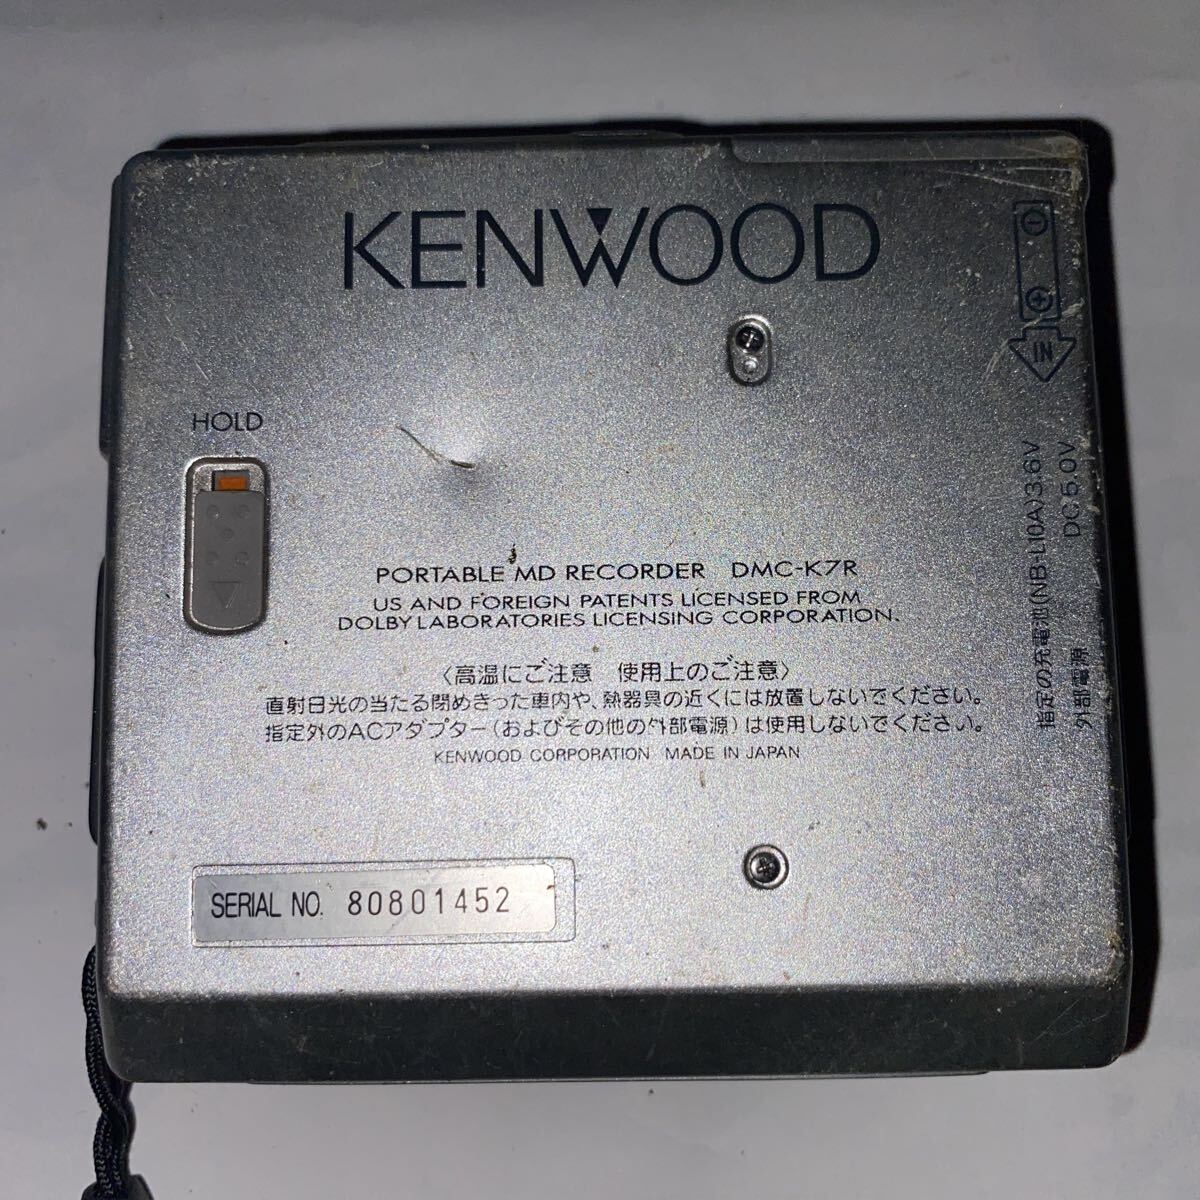 KENWOOD
HOLD
IN
指定の充電池(NB-L10A)3.6V
外部電源 DC 5.0V
PORTABLE MD RECORDER DMC-K7R
US AND FOREIGN PATENTS LICENSED FROM
DOLBY LABORATORIES LICENSING CORPORATION.
〈高温にご注意 使用上のご注意〉
直射日光の当たる閉めきった車内や、熱器具の近くには放置しないでください。
指定外のACアダプター(およびその他の外部電源)は使用しないでください。
KENWOOD CORPORATION MADE IN JAPAN
SERIAL NO. 80801452